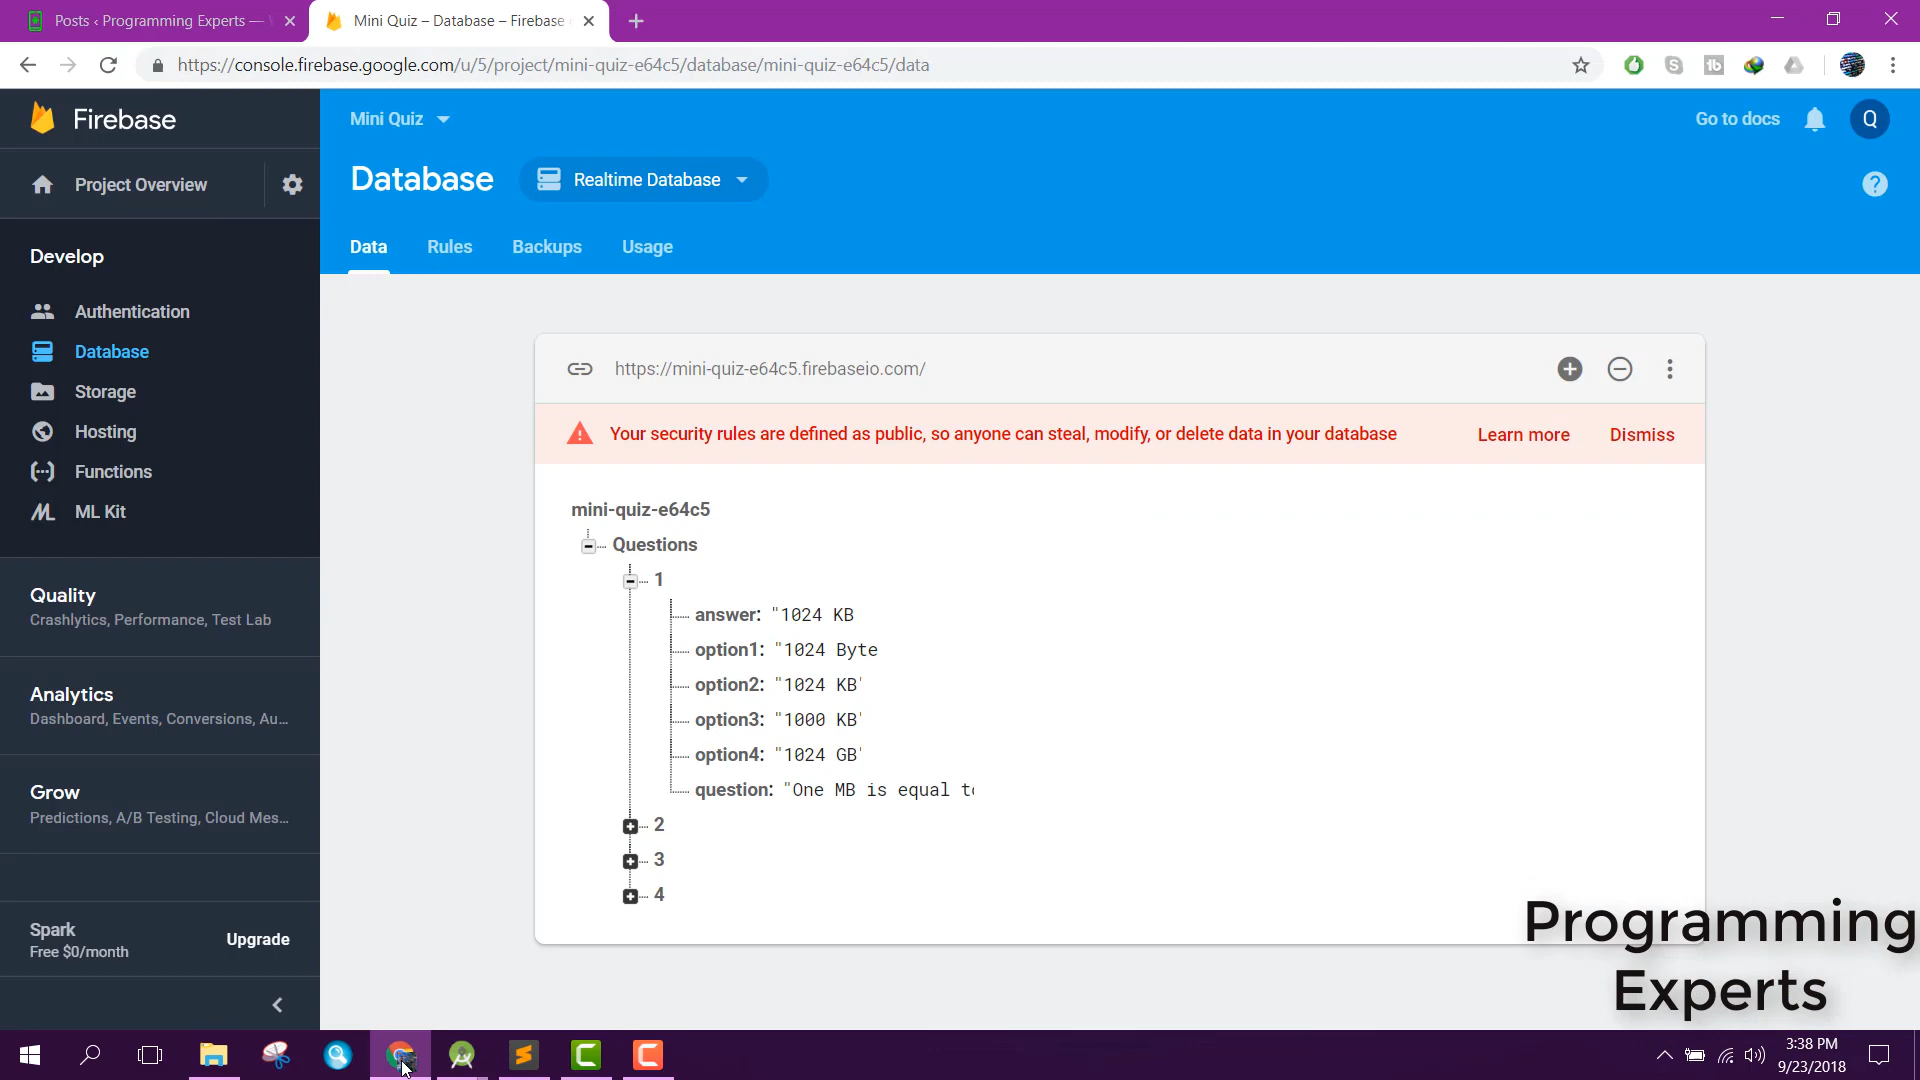 Posts ‹ Programming Experts —
Mini Quiz – Database – Firebase
https://console.firebase.google.com/u/5/project/mini-quiz-e64c5/database/mini-quiz-e64c5/data
Firebase
Mini Quiz
Go to docs
Q
Project Overview
Database
Realtime Database
?
Data
Rules
Backups
Usage
Develop
Authentication
Database
Storage
Hosting
Functions
ML Kit
Quality
Crashlytics, Performance, Test Lab
Analytics
Dashboard, Events, Conversions, Au...
Grow
Predictions, A/B Testing, Cloud Mes...
Spark
Free $0/month
Upgrade
https://mini-quiz-e64c5.firebaseio.com/
Your security rules are defined as public, so anyone can steal, modify, or delete data in your database
Learn more
Dismiss
mini-quiz-e64c5
Questions
1
answer: "1024 KB
option1: "1024 Byte
option2: "1024 KB"
option3: "1000 KB"
option4: "1024 GB"
question: "One MB is equal to
2
3
4
Programming
Experts
3:38 PM
9/23/2018